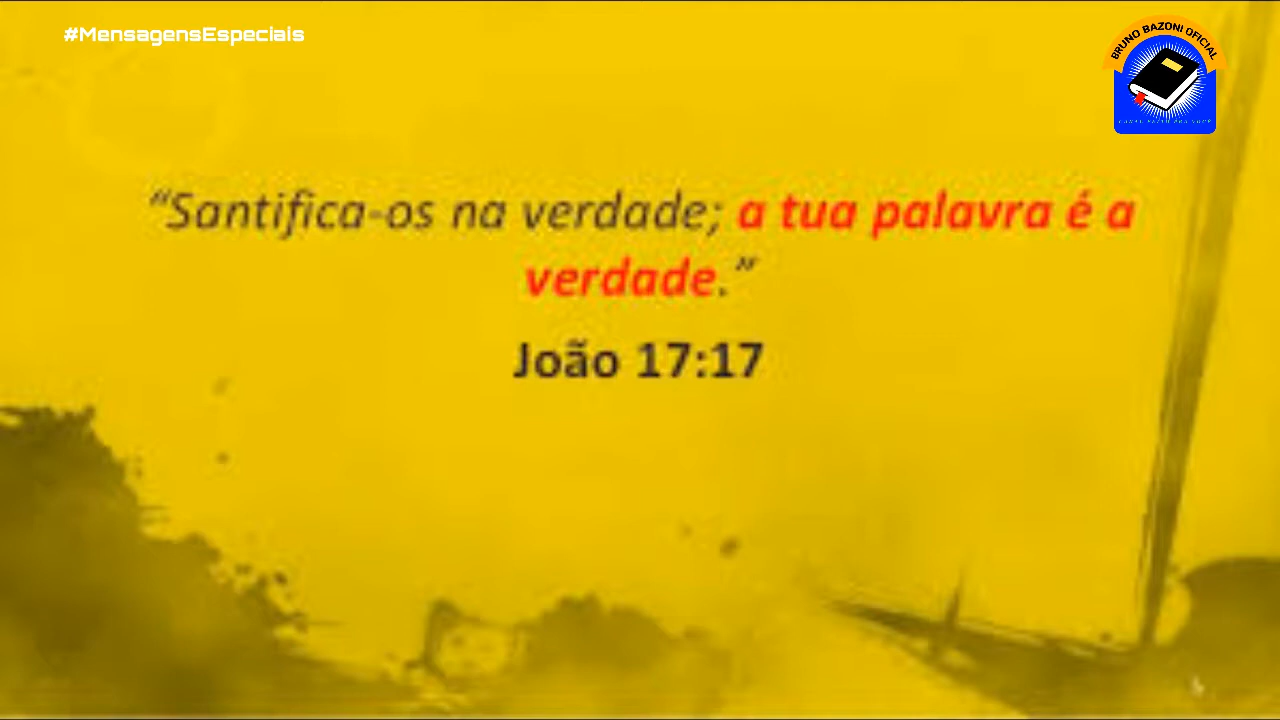 #MensagensEspeciais
BRUNO BAZONI OFICIAL
“Santifica-os na verdade; a tua palavra é a
verdade.”
João 17:17